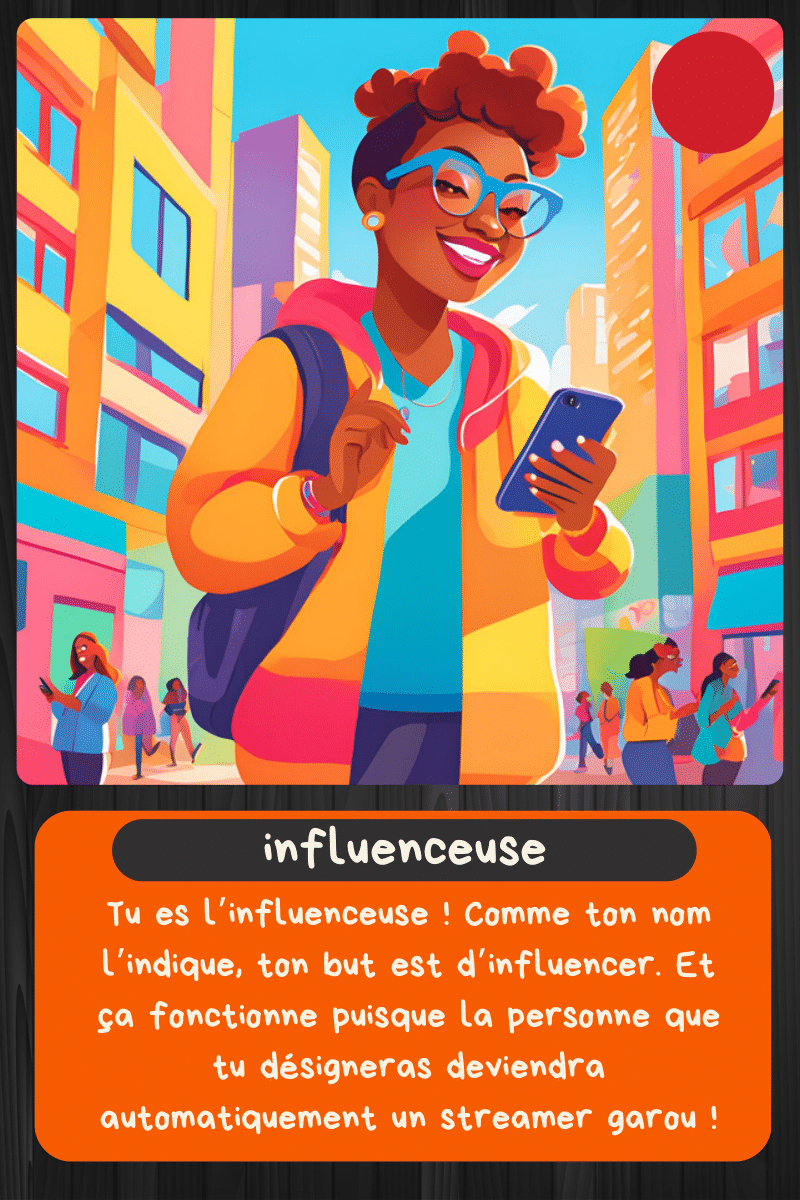 influenceuse
Tu es l'influenceuse ! Comme ton nom
l'indique, ton but est d'influencer. Et
ça fonctionne puisque la personne que
tu désigneras deviendra
automatiquement un streamer garou !